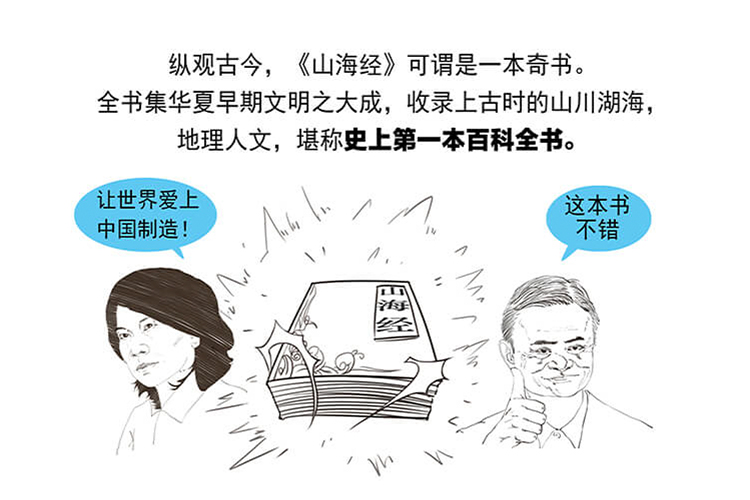 纵观古今，《山海经》可谓是一本奇书。
全书集华夏早期文明之大成，收录上古时的山川湖海，
地理人文，堪称史上第一本百科全书。
让世界爱上
中国制造！
这本书
不错
山海经